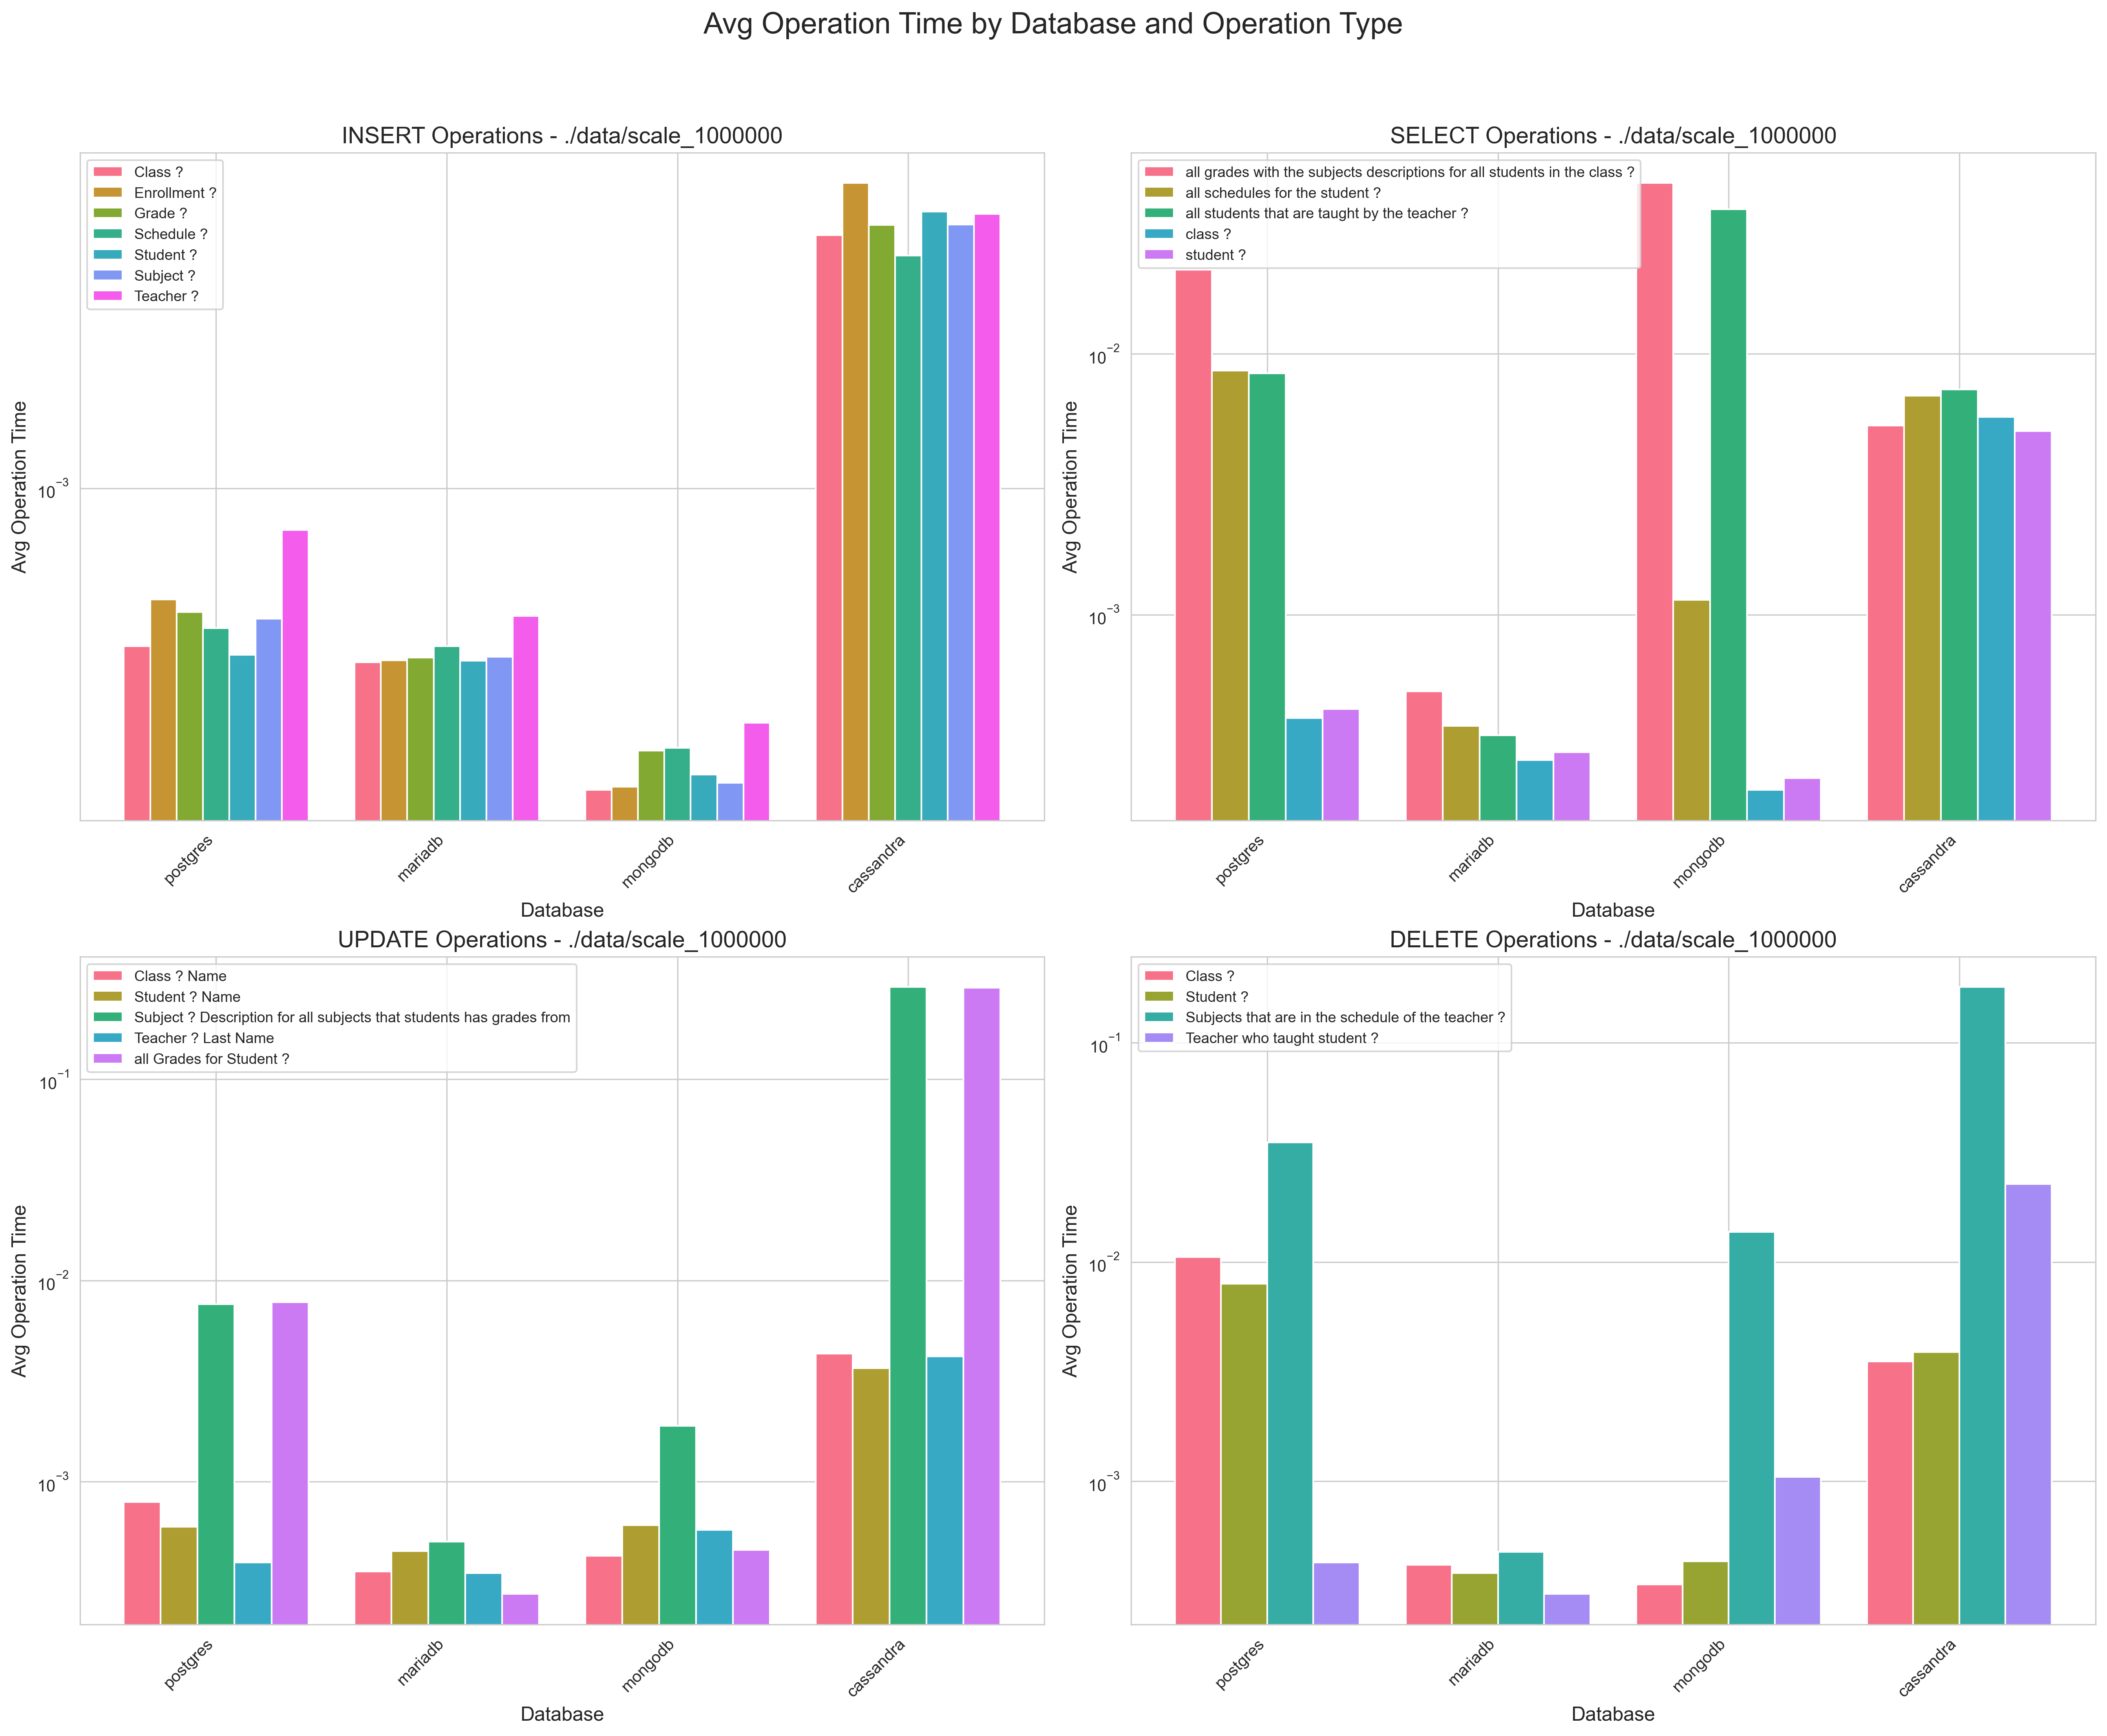 Avg Operation Time by Database and Operation Type
INSERT Operations - ./data/scale_1000000
Class ?
Enrollment ?
Grade ?
Schedule ?
Student ?
Subject ?
Teacher ?
Avg Operation Time
10⁻³
postgres
mariadb
mongodb
cassandra
Database
SELECT Operations - ./data/scale_1000000
all grades with the subjects descriptions for all students in the class ?
all schedules for the student ?
all students that are taught by the teacher ?
class ?
student ?
Avg Operation Time
10⁻²
10⁻³
postgres
mariadb
mongodb
cassandra
Database
UPDATE Operations - ./data/scale_1000000
Class ? Name
Student ? Name
Subject ? Description for all subjects that students has grades from
Teacher ? Last Name
all Grades for Student ?
Avg Operation Time
10⁻¹
10⁻²
10⁻³
postgres
mariadb
mongodb
cassandra
Database
DELETE Operations - ./data/scale_1000000
Class ?
Student ?
Subjects that are in the schedule of the teacher ?
Teacher who taught student ?
Avg Operation Time
10⁻¹
10⁻²
10⁻³
postgres
mariadb
mongodb
cassandra
Database